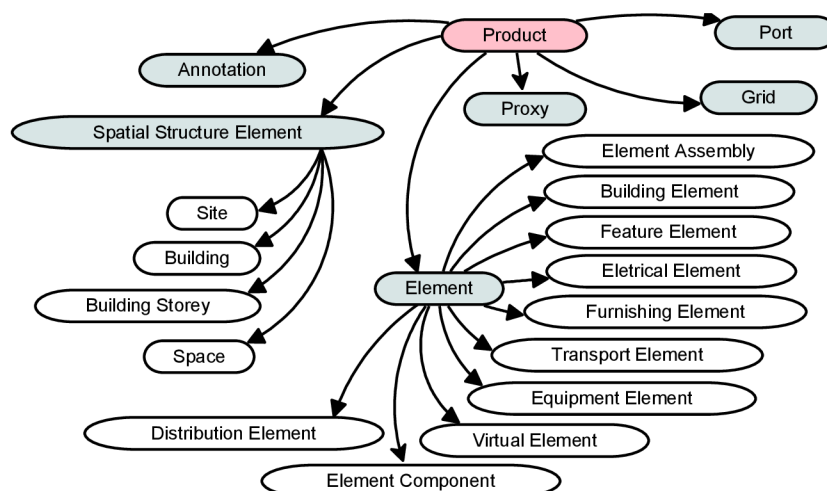 Product
Port
Annotation
Grid
Proxy
Spatial Structure Element
Element Assembly
Building Element
Site
Feature Element
Building
Eletrical Element
Element
Building Storey
Furnishing Element
Space
Transport Element
Equipment Element
Distribution Element
Virtual Element
Element Component